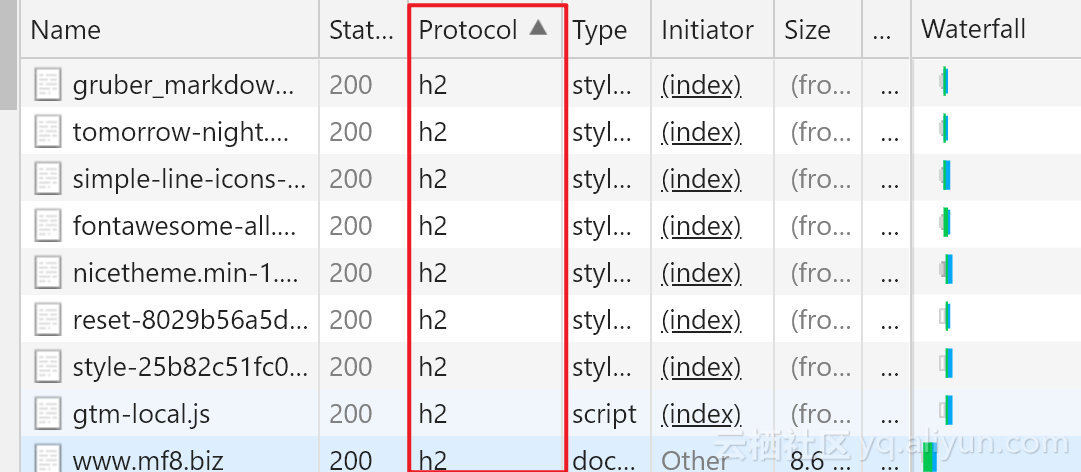 Name Stat... Protocol ▲ Type Initiator Size ... Waterfall
gruber_markdow... 200 h2 styl... (index) (fro... ...
tomorrow-night.... 200 h2 styl... (index) (fro... ...
simple-line-icons-... 200 h2 styl... (index) (fro... ...
fontawesome-all.... 200 h2 styl... (index) (fro... ...
nicetheme.min-1.... 200 h2 styl... (index) (fro... ...
reset-8029b56a5d... 200 h2 styl... (index) (fro... ...
style-25b82c51fc0... 200 h2 styl... (index) (fro... ...
gtm-local.js 200 h2 script (index) (fro... ...
www.mf8.biz 200 h2 doc... Other 8.6 ...
云栖社区 yq.aliyun.com